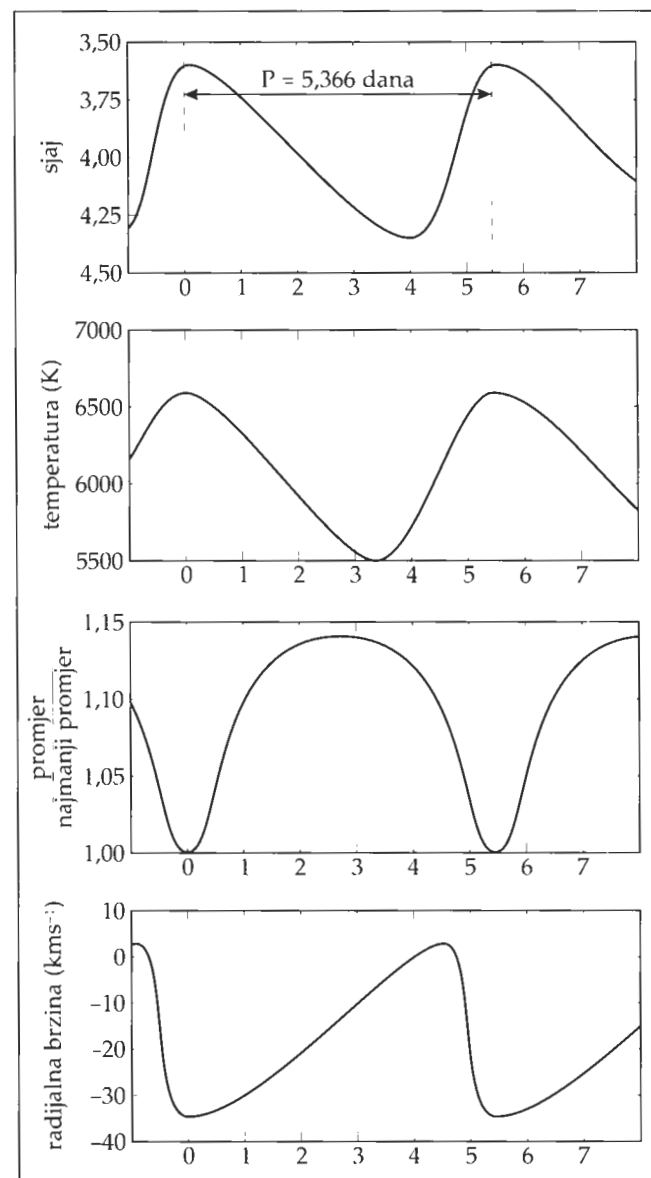 3,50
P = 5,366 dana
3,75
sjaj
4,00
4,25
4,50
0 1 2 3 4 5 6 7
7000
temperatura (K)
6500
6000
5500
0 1 2 3 4 5 6 7
1,15
promjer
najmanji promjer
1,10
1,05
1,00
0 1 2 3 4 5 6 7
10
radijalna brzina (kms⁻¹)
0
−10
−20
−30
−40
0 1 2 3 4 5 6 7